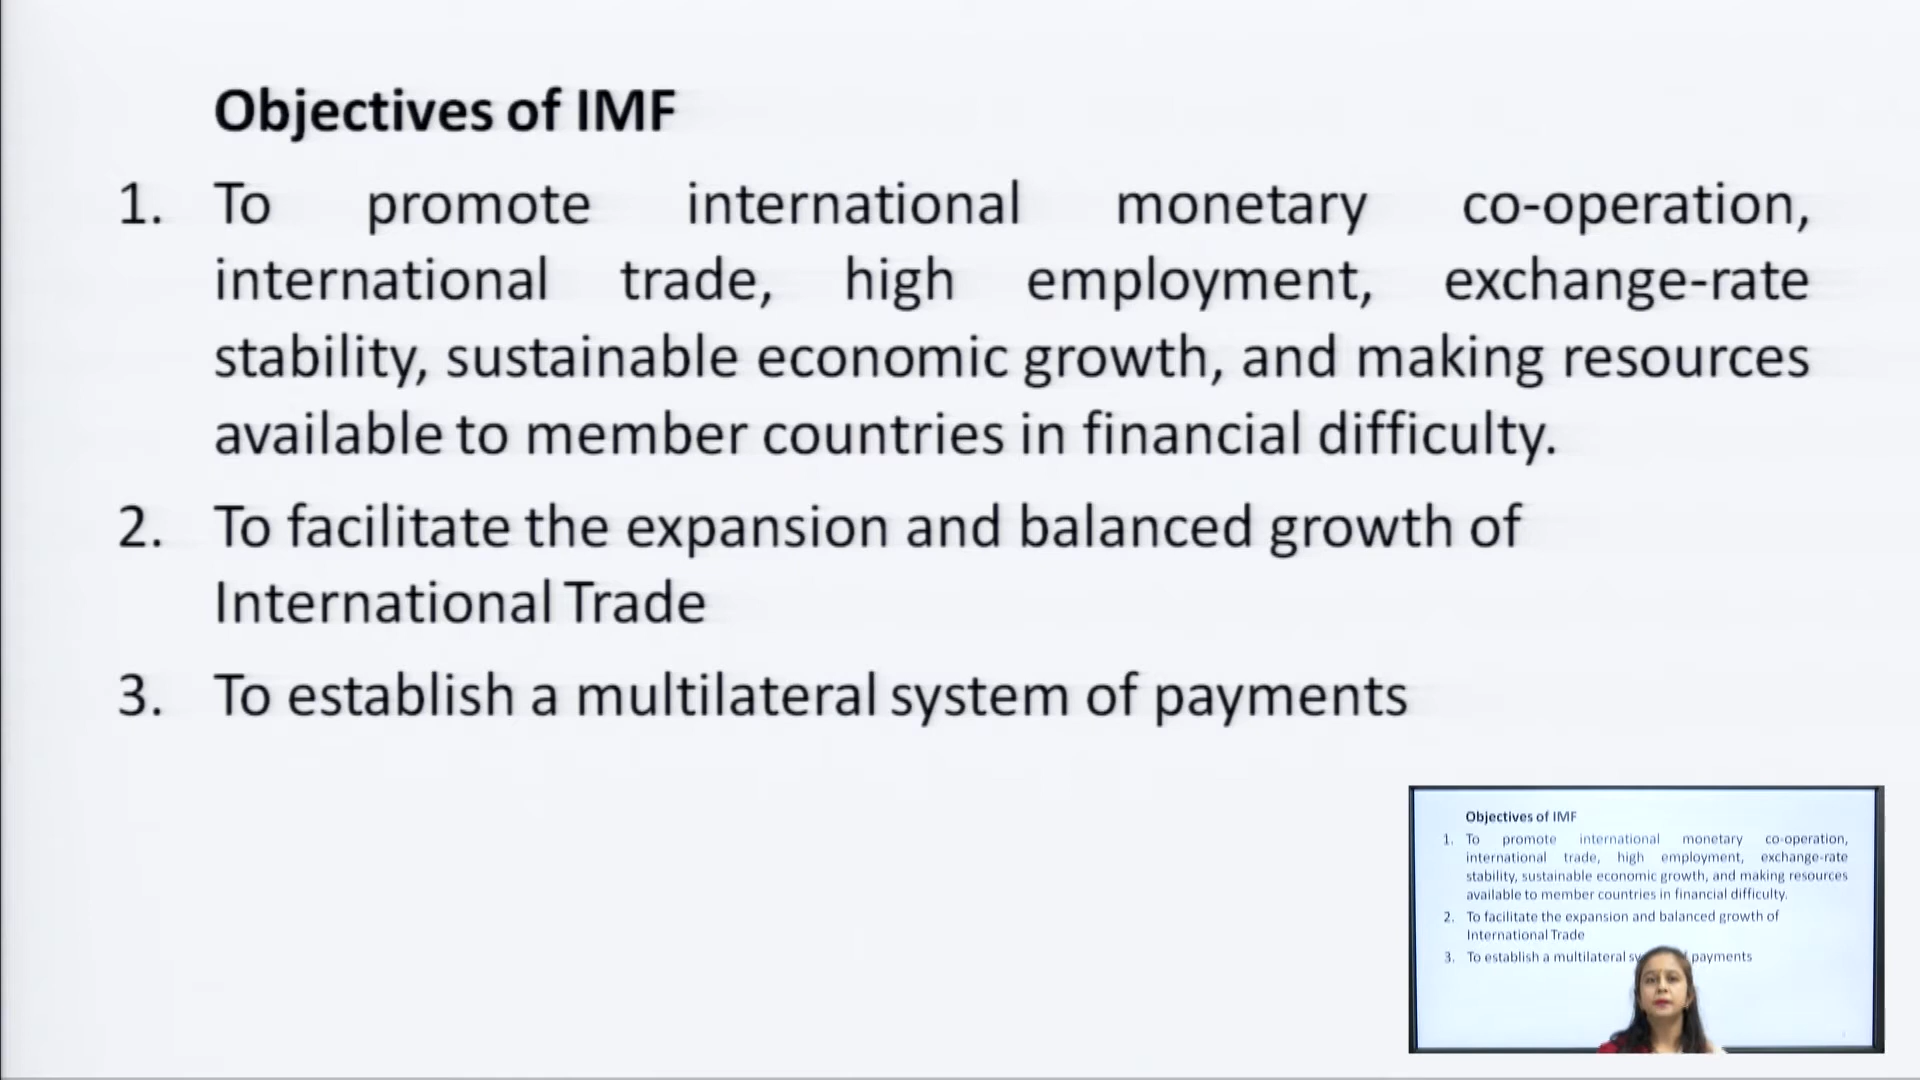 Objectives of IMF
1. To promote international monetary co-operation,
international trade, high employment, exchange-rate
stability, sustainable economic growth, and making resources
available to member countries in financial difficulty.
2. To facilitate the expansion and balanced growth of
International Trade
3. To establish a multilateral system of payments
Objectives of IMF
1. To promote international monetary co-operation,
international trade, high employment, exchange-rate
stability, sustainable economic growth, and making resources
available to member countries in financial difficulty.
2. To facilitate the expansion and balanced growth of
International Trade
3. To establish a multilateral sy payments